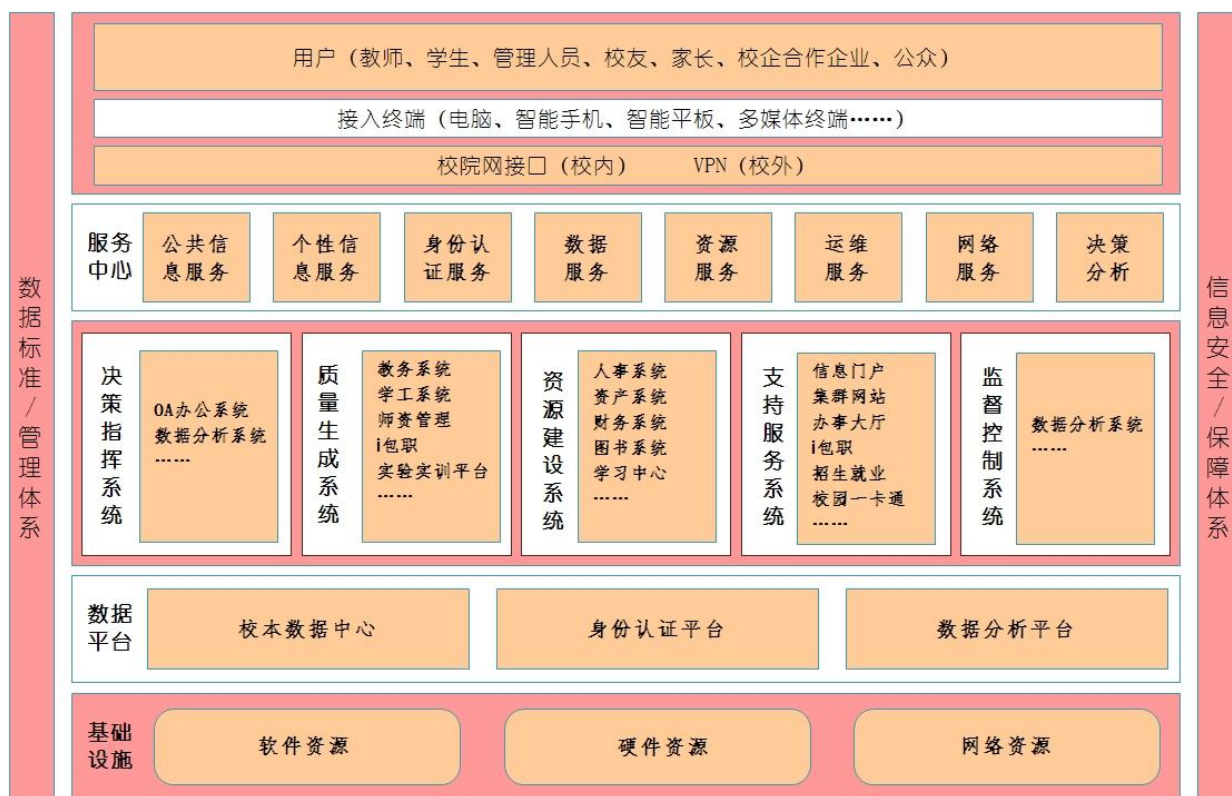 数
据
标
准
/
管
理
体
系
用户（教师、学生、管理人员、校友、家长、校企合作企业、公众）
接入终端（电脑、智能手机、智能平板、多媒体终端……）
校院网接口（校内） VPN（校外）
服务
中心
公共信
息服务
个性信
息服务
身份认
证服务
数据
服务
资源
服务
运维
服务
网络
服务
决策
分析
决
策
指
挥
系
统
OA办公系统
数据分析系统
……
质
量
生
成
系
统
教务系统
学工系统
师资管理
i包职
实验实训平台
……
资
源
建
设
系
统
人事系统
资产系统
财务系统
图书系统
学习中心
……
支
持
服
务
系
统
信息门户
集群网站
办事大厅
i包职
招生就业
校园一卡通
……
监
督
控
制
系
统
数据分析系统
……
数据
平台
校本数据中心
身份认证平台
数据分析平台
基础
设施
软件资源
硬件资源
网络资源
信
息
安
全
/
保
障
体
系